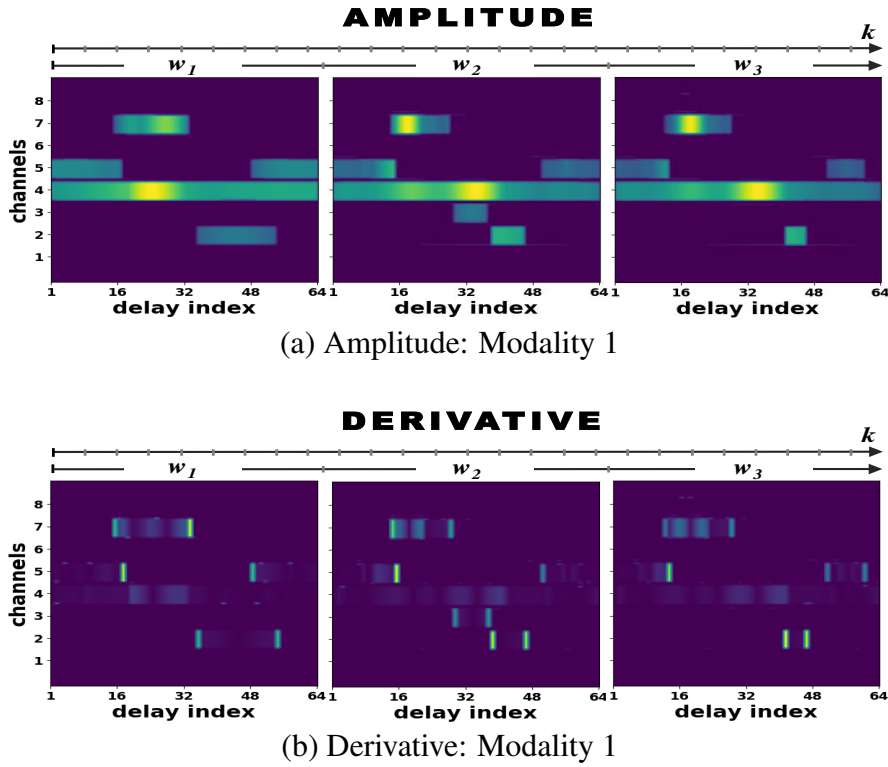 AMPLITUDE
k
w1 w2 w3
channels
8
7
6
5
4
3
2
1
1 16 32 48 64 1 16 32 48 64 1 16 32 48 64
delay index delay index delay index
(a) Amplitude: Modality 1
DERIVATIVE
k
w1 w2 w3
channels
8
7
6
5
4
3
2
1
1 16 32 48 64 1 16 32 48 64 1 16 32 48 64
delay index delay index delay index
(b) Derivative: Modality 1